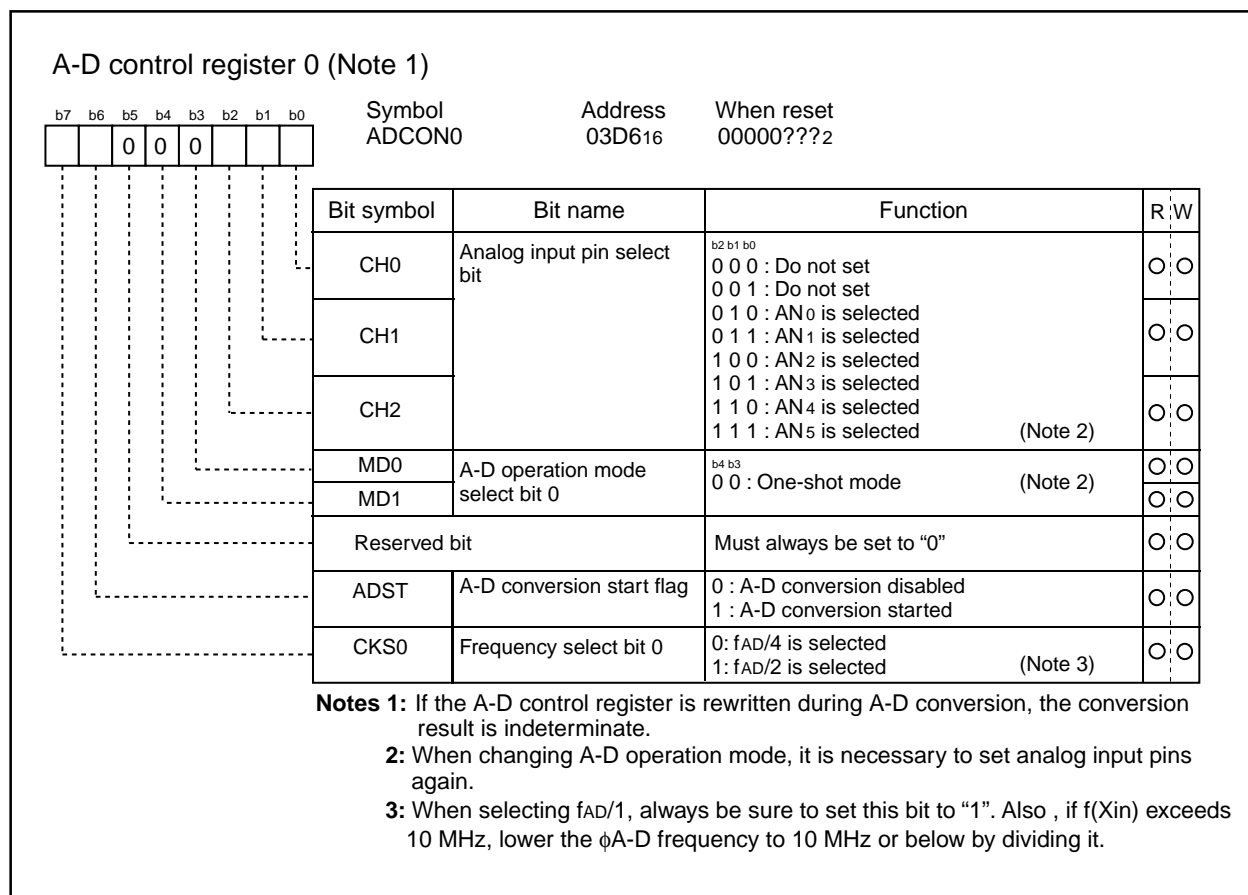 A-D control register 0 (Note 1)
b7 b6 b5 b4 b3 b2 b1 b0
0 0 0
Symbol Address When reset
ADCON0 03D616 00000???2
Bit symbol Bit name Function R W
CH0 Analog input pin select
bit
b2 b1 b0
0 0 0 : Do not set
0 0 1 : Do not set
0 1 0 : AN0 is selected
CH1 0 1 1 : AN1 is selected
1 0 0 : AN2 is selected
1 0 1 : AN3 is selected
CH2 1 1 0 : AN4 is selected
1 1 1 : AN5 is selected (Note 2)
MD0 A-D operation mode
select bit 0
b4 b3
0 0 : One-shot mode (Note 2)
MD1
Reserved bit Must always be set to “0”
ADST A-D conversion start flag 0 : A-D conversion disabled
1 : A-D conversion started
CKS0 Frequency select bit 0 0: fAD/4 is selected
1: fAD/2 is selected (Note 3)
Notes 1: If the A-D control register is rewritten during A-D conversion, the conversion
result is indeterminate.
2: When changing A-D operation mode, it is necessary to set analog input pins
again.
3: When selecting fAD/1, always be sure to set this bit to “1”. Also , if f(Xin) exceeds
10 MHz, lower the ϕA-D frequency to 10 MHz or below by dividing it.